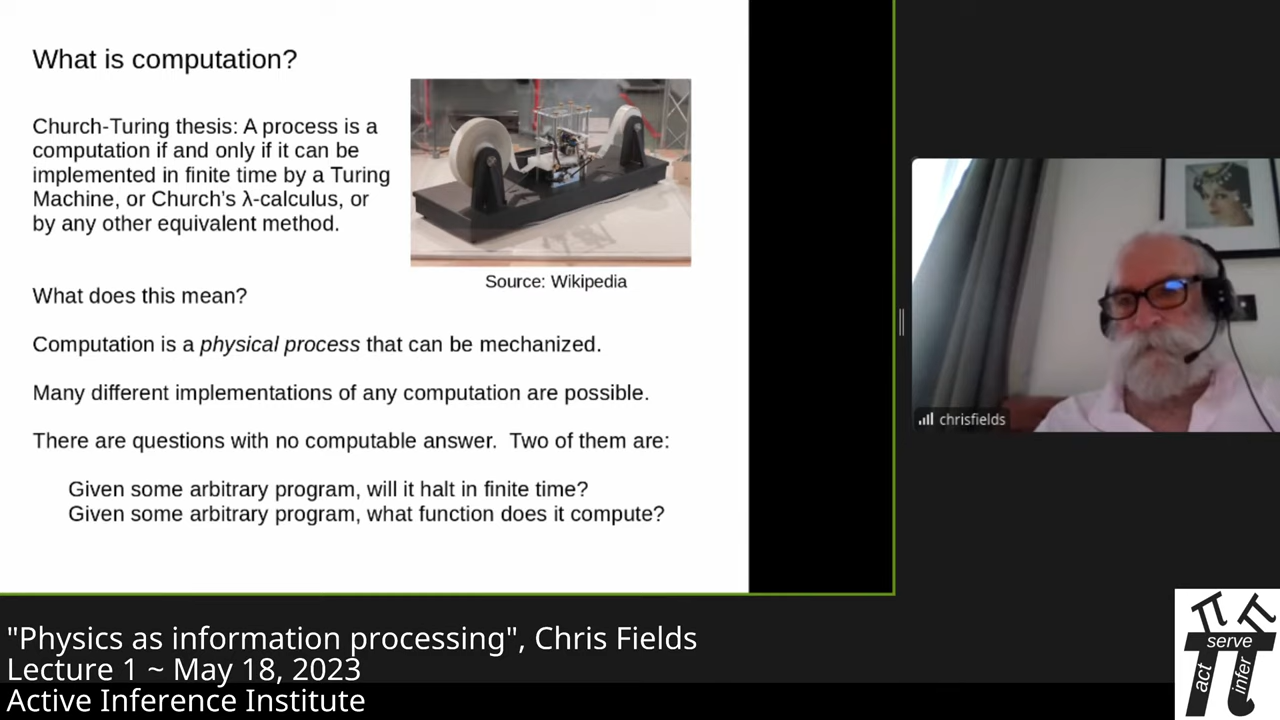 What is computation?
Church-Turing thesis: A process is a
computation if and only if it can be
implemented in finite time by a Turing
Machine, or Church's λ-calculus, or
by any other equivalent method.
Source: Wikipedia
What does this mean?
Computation is a physical process that can be mechanized.
Many different implementations of any computation are possible.
There are questions with no computable answer.  Two of them are:
Given some arbitrary program, will it halt in finite time?
Given some arbitrary program, what function does it compute?
chrisfields
"Physics as information processing", Chris Fields
Lecture 1 ~ May 18, 2023
Active Inference Institute
serve
act
infer